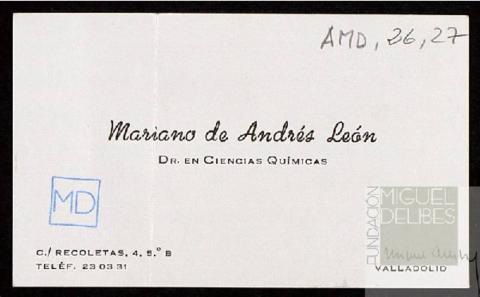 AMD, 26, 27
Mariano de Andrés León
DR. EN CIENCIAS QUÍMICAS
MD
FUNDACIÓN
MIGUEL
DELIBES
C./ RECOLETAS, 4, 5.º B
TELÉF. 23 03 31
VALLADOLID